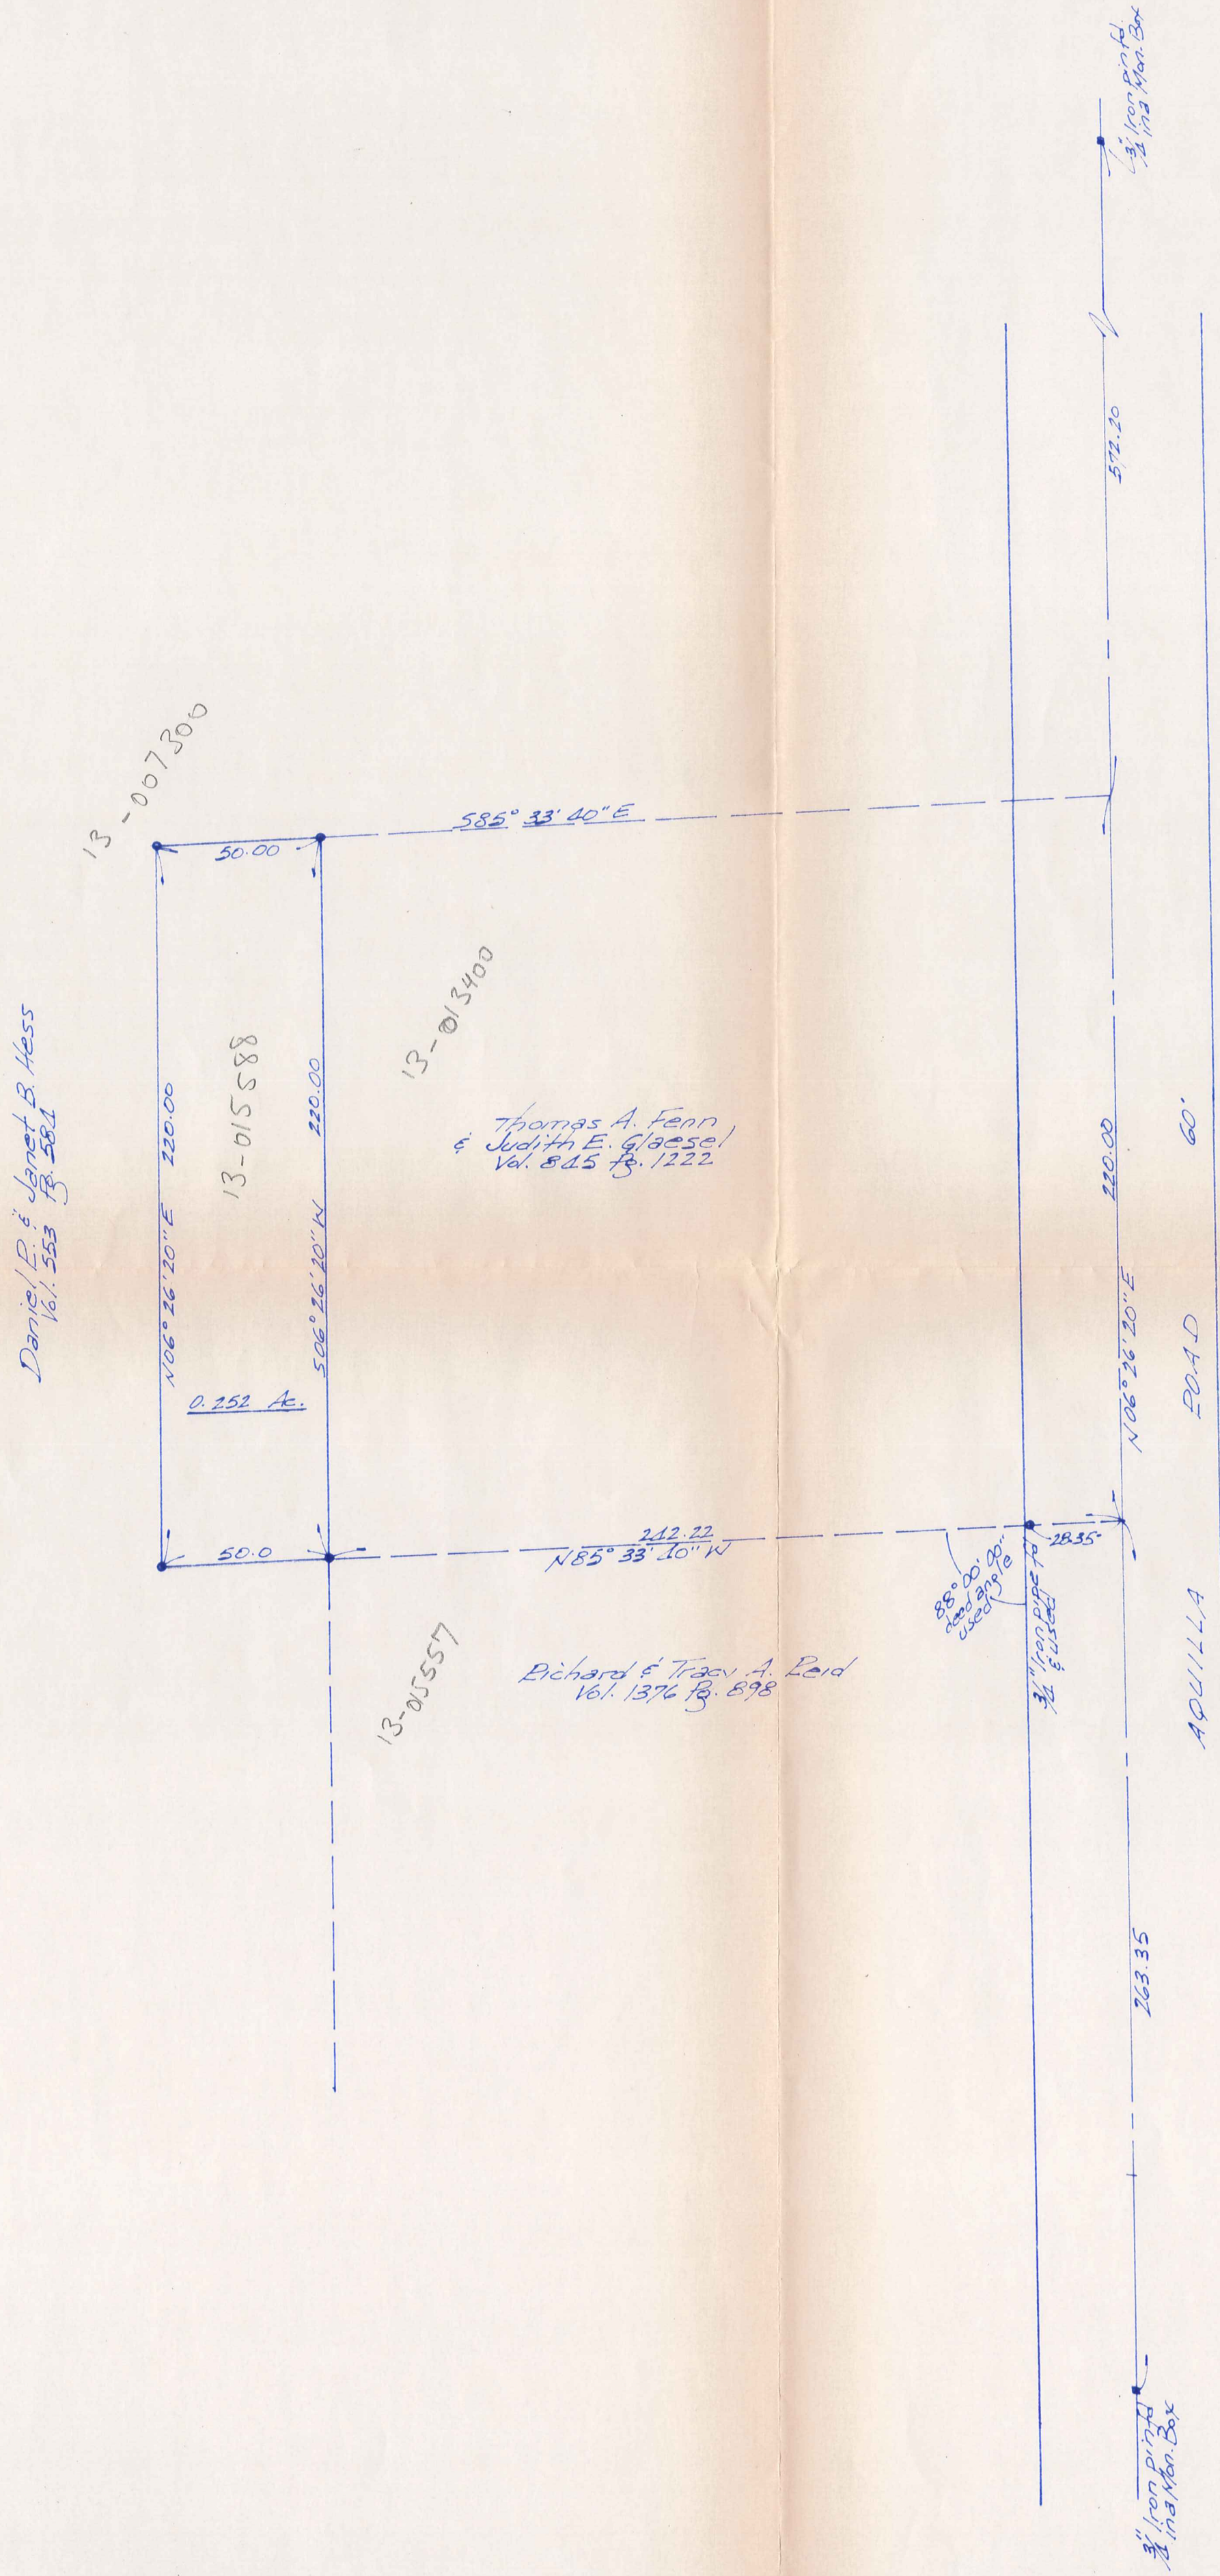 3/4" Iron pin fd.
in a Mon. Box
572.20
13-007300
S85° 33' 40" E
50.00
Daniel P. & Janet B. Hess
Vol. 553 Pg. 584
N06° 26' 20" E 220.00
13-015588
S06° 26' 20" W 220.00
0.252 Ac.
13-013400
Thomas A. Fenn
& Judith E. Glaesel
Vol. 845 Pg. 1222
N06° 26' 20" E 220.00
AQUILLA ROAD 60'
50.0
242.22
N85° 33' 40" W
28.35
88° 00' 00"
deed angle
used
3/4" Iron pipe fd
& used
13-015557
Richard & Tracy A. Reid
Vol. 1376 Pg. 898
263.35
3/4" Iron pin fd
in a Mon. Box